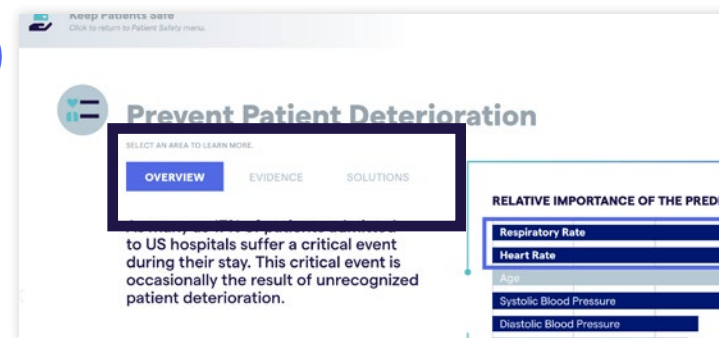 Keep Patients Safe
Click to return to Patient Safety menu.
Prevent Patient Deterioration
SELECT AN AREA TO LEARN MORE.
OVERVIEW EVIDENCE SOLUTIONS
of patients admitted
to US hospitals suffer a critical event
during their stay. This critical event is
occasionally the result of unrecognized
patient deterioration.
RELATIVE IMPORTANCE OF THE
Respiratory Rate
Heart Rate
Age
Systolic Blood Pressure
Diastolic Blood Pressure